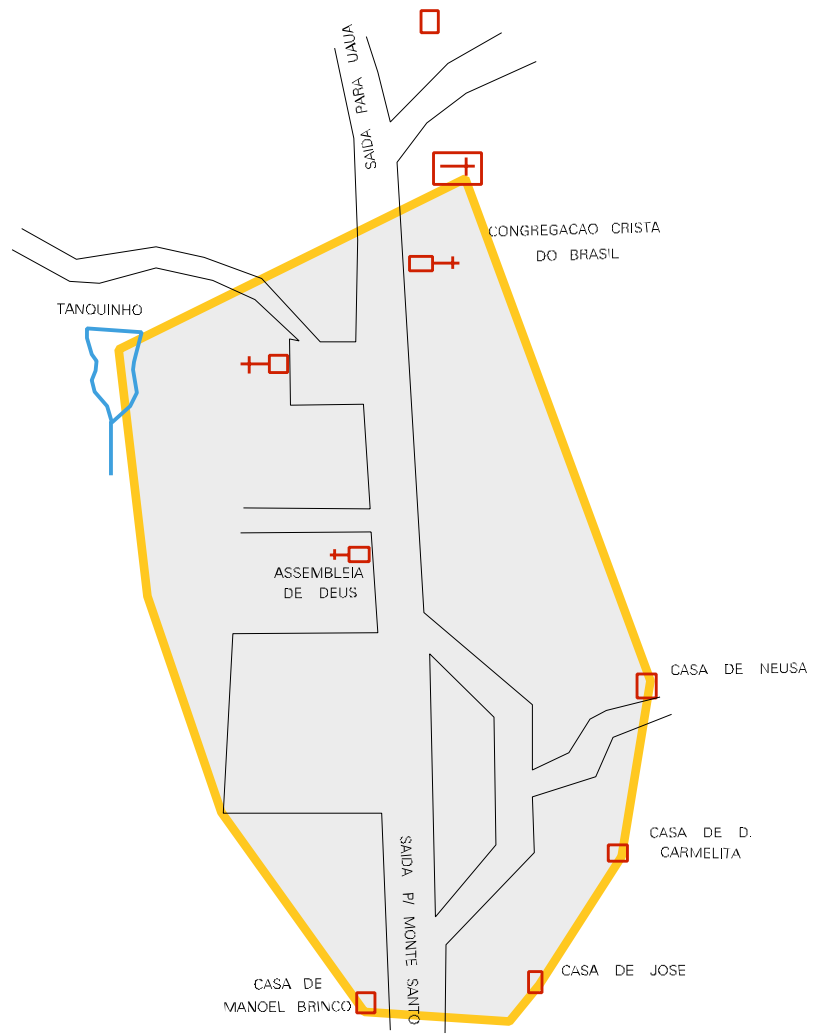 SAIDA PARA UAUA
CONGREGACAO CRISTA
DO BRASIL
TANQUINHO
ASSEMBLEIA
DE DEUS
CASA DE NEUSA
CASA DE D.
CARMELITA
SAIDA P/ MONTE SANTO
CASA DE JOSE
CASA DE
MANOEL BRINCO